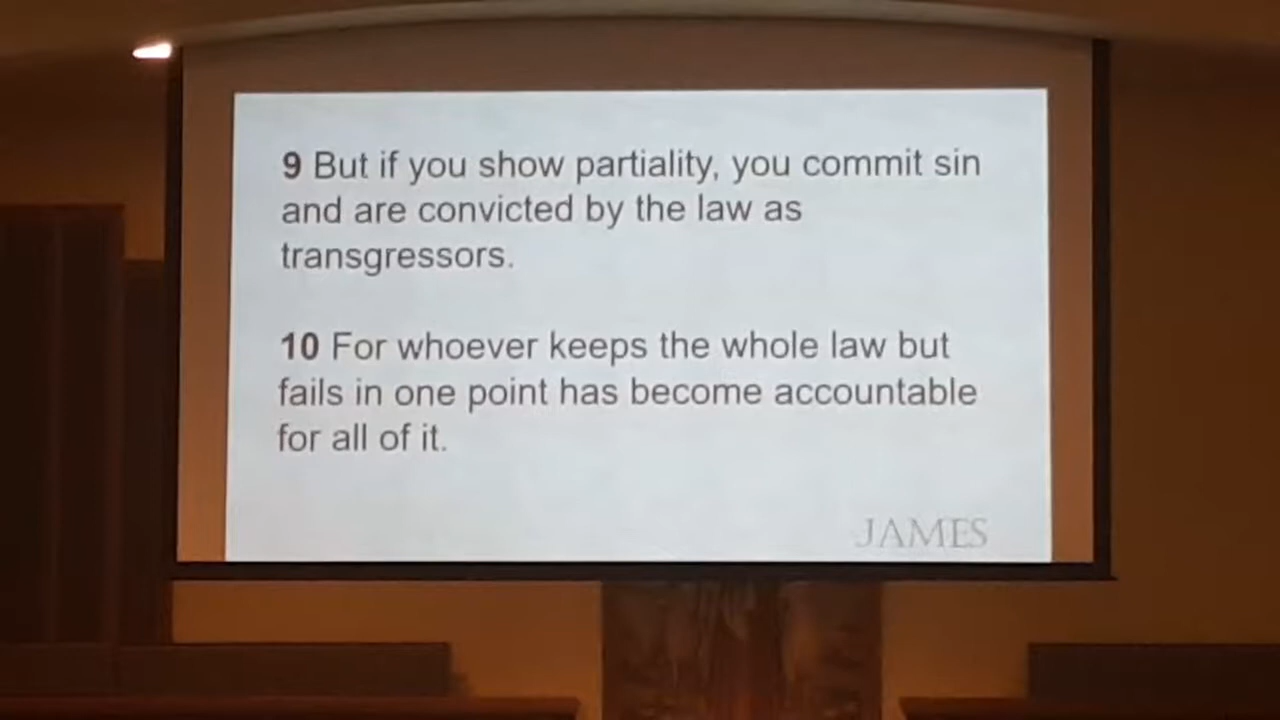 9 But if you show partiality, you commit sin
and are convicted by the law as
transgressors.
10 For whoever keeps the whole law but
fails in one point has become accountable
for all of it.
JAMES